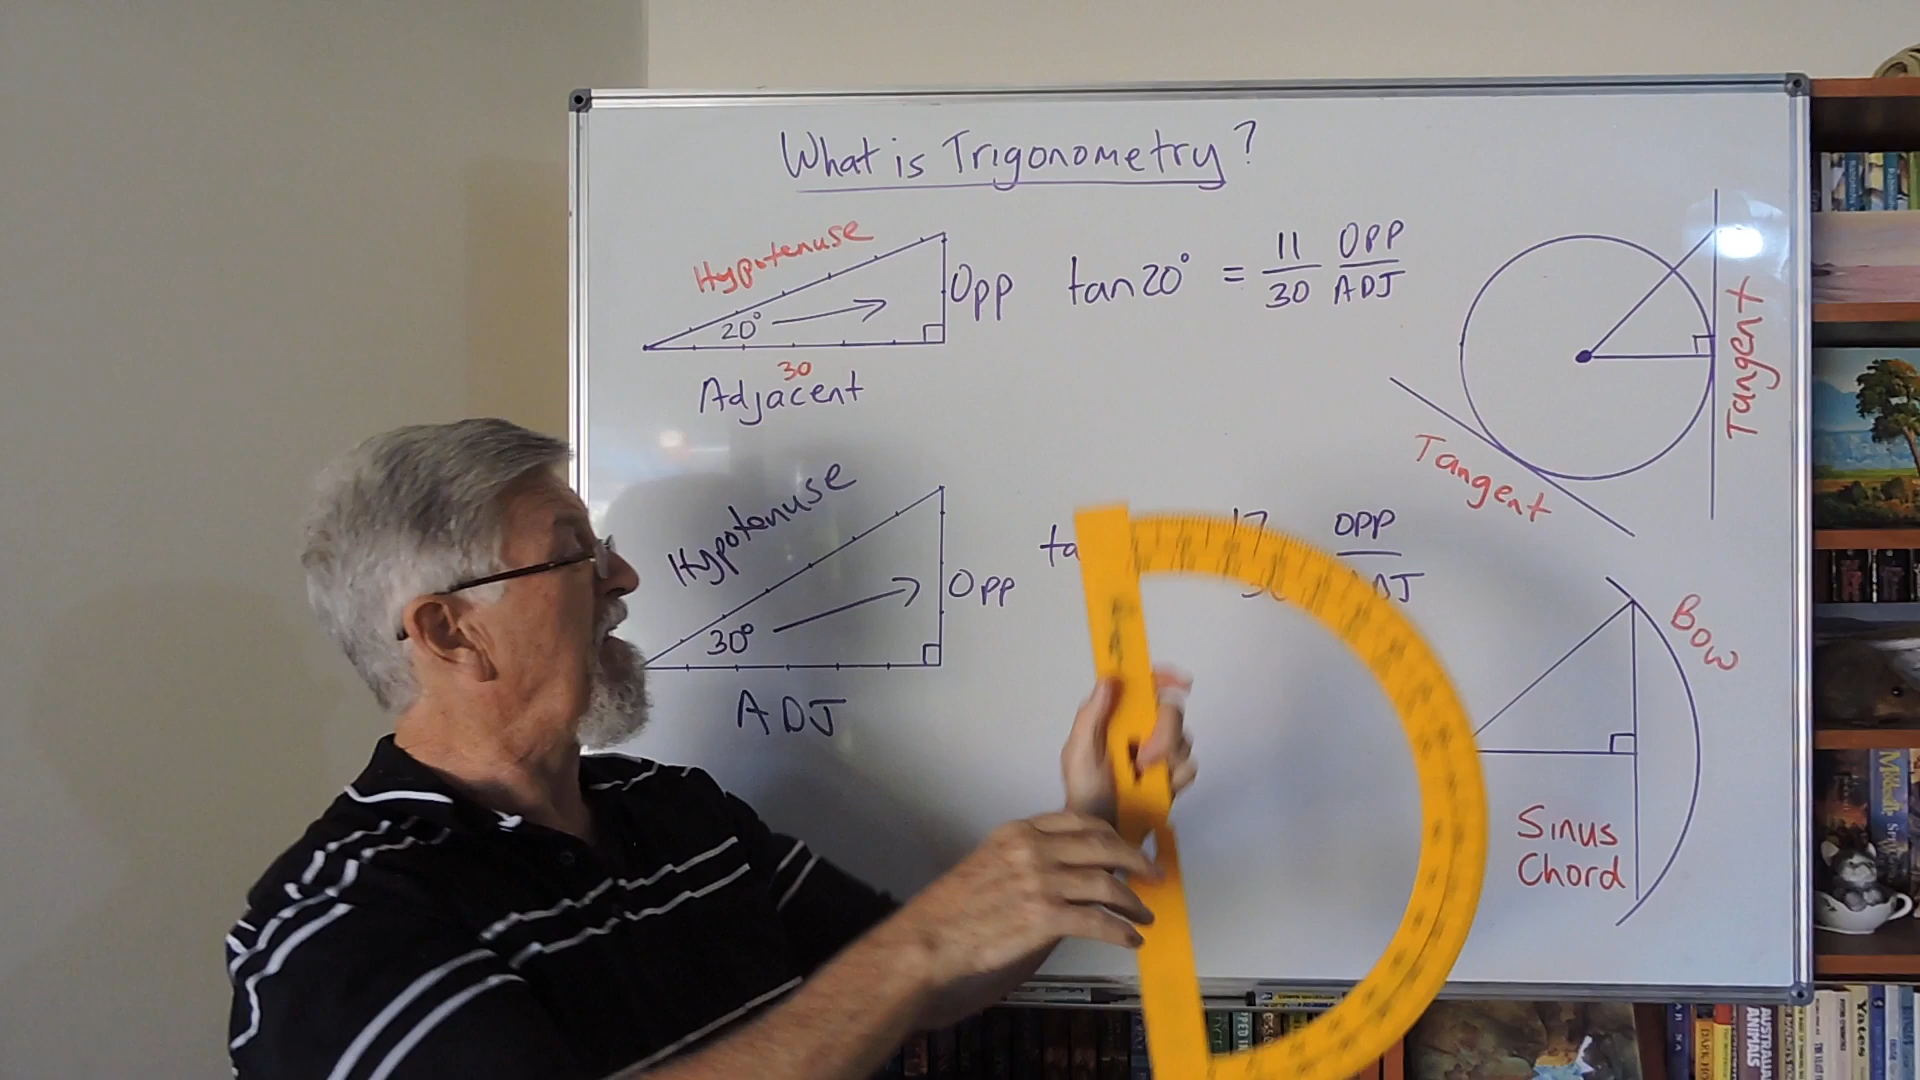 What is Trigonometry?
Hypotenuse
20°
Opp
30
Adjacent
tan 20° = 11/30 OPP/ADJ
Tangent
Tangent
Hypotenuse
30°
Opp
ADJ
17
OPP
Bow
Sinus
Chord